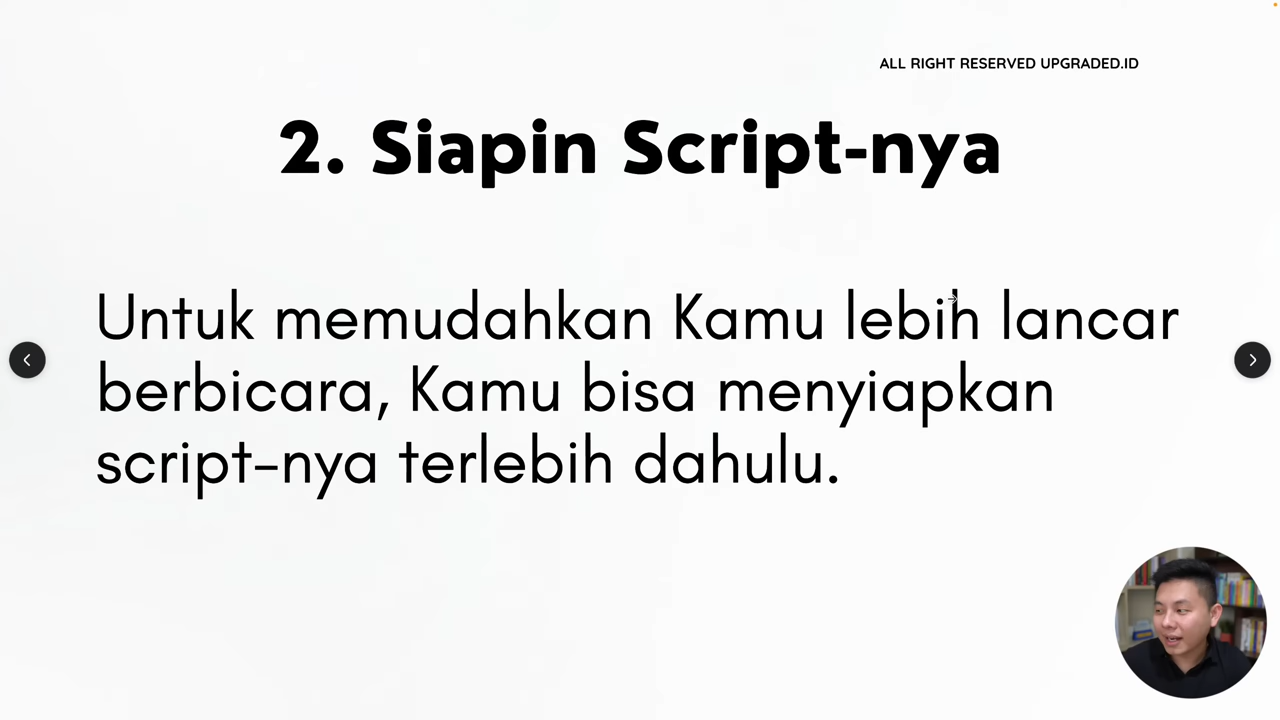 ALL RIGHT RESERVED UPGRADED.ID
2. Siapin Script-nya
Untuk memudahkan Kamu lebih lancar
berbicara, Kamu bisa menyiapkan
script-nya terlebih dahulu.